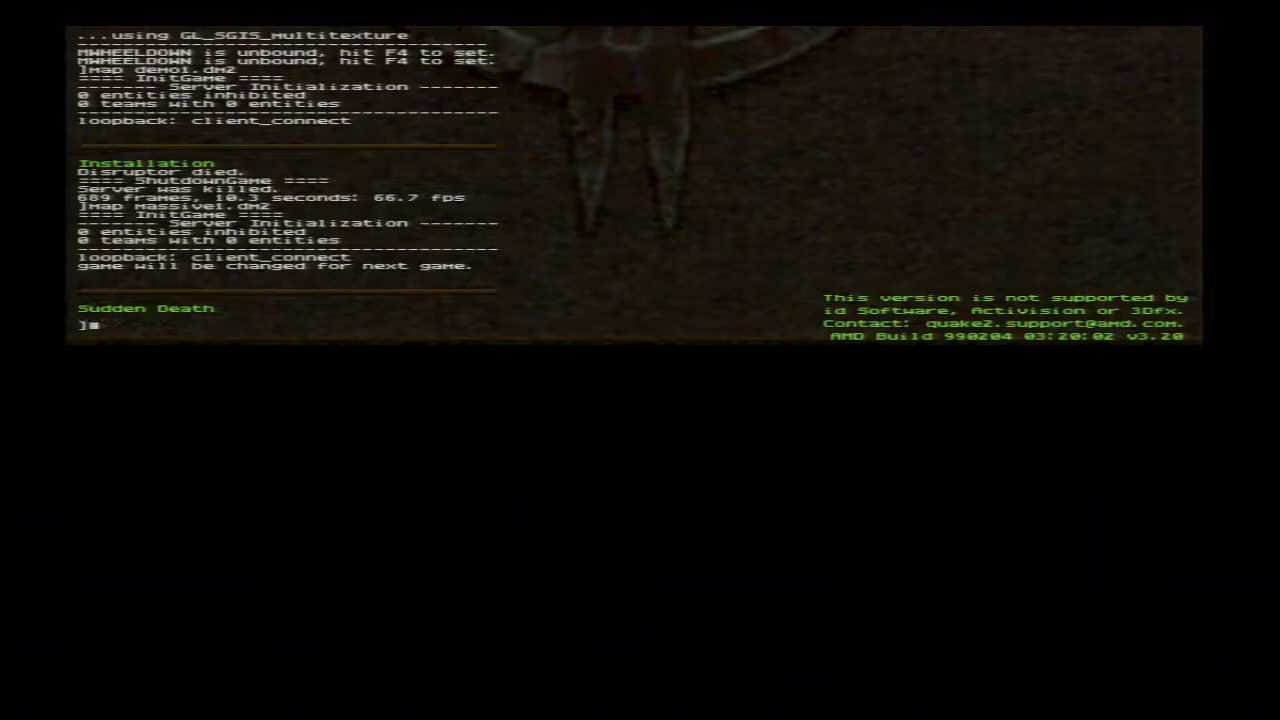 ...using GL_SGIS_multitexture
------------------------------------
MWHEELDOWN is unbound, hit F4 to set.
MWHEELDOWN is unbound, hit F4 to set.
]map demo1.dm2
==== InitGame ====
------- Server Initialization -------
0 entities inhibited
0 teams with 0 entities
-------------------------------------
loopback: client_connect
Installation
Disruptor died.
==== ShutdownGame ====
Server was killed.
689 frames, 10.3 seconds: 66.7 fps
]map massive1.dm2
==== InitGame ====
------- Server Initialization -------
0 entities inhibited
0 teams with 0 entities
-------------------------------------
loopback: client_connect
game will be changed for next game.
Sudden Death
]
This version is not supported by
id Software, Activision or 3Dfx.
Contact: quake2.support@amd.com.
AMD Build 990204 03:20:02 v3.20